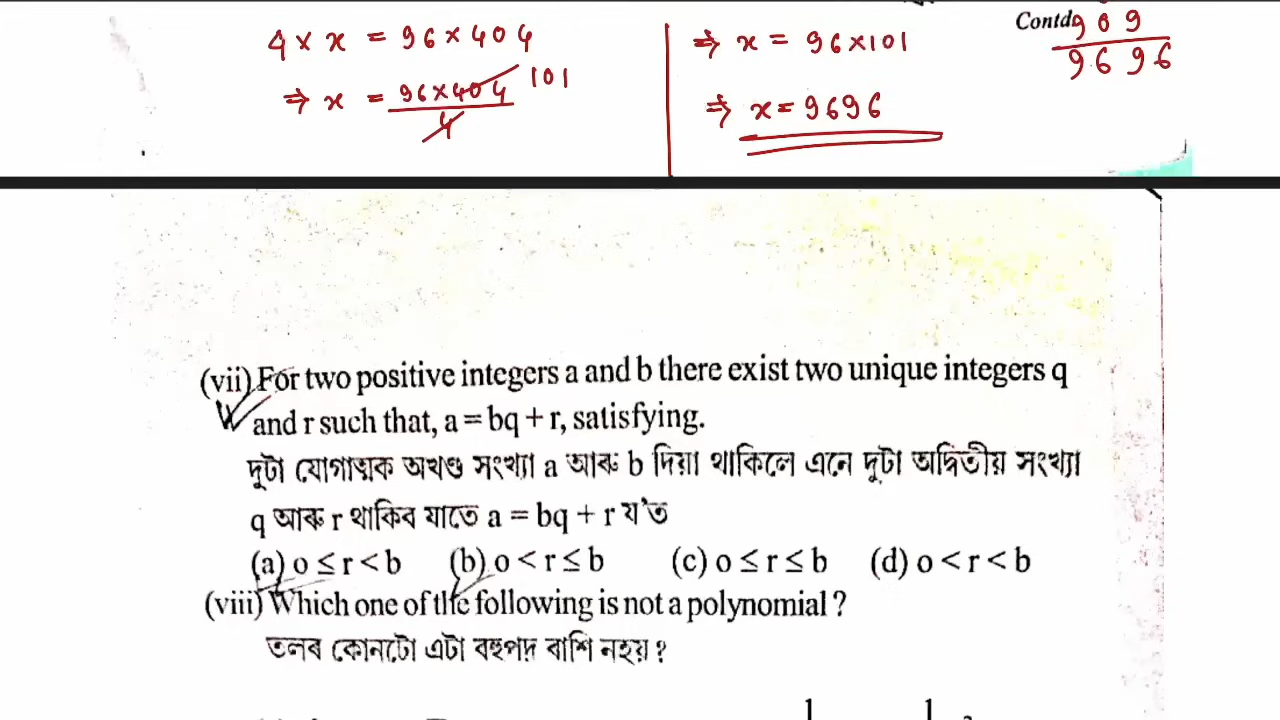 4 × x = 96 × 404
⇒ x = 96×404 / 4 101
⇒ x = 96×101
⇒ x = 9696
Contd
909
9696
(vii) For two positive integers a and b there exist two unique integers q
and r such that, a = bq + r, satisfying.
দুটা যোগাত্মক অখণ্ড সংখ্যা a আৰু b দিয়া থাকিলে এনে দুটা অদ্বিতীয় সংখ্যা
q আৰু r থাকিব যাতে a = bq + r য'ত
(a) o ≤ r < b (b) o < r ≤ b (c) o ≤ r ≤ b (d) o < r < b
(viii) Which one of the following is not a polynomial ?
তলৰ কোনটো এটা বহুপদ ৰাশি নহয় ?
1 1